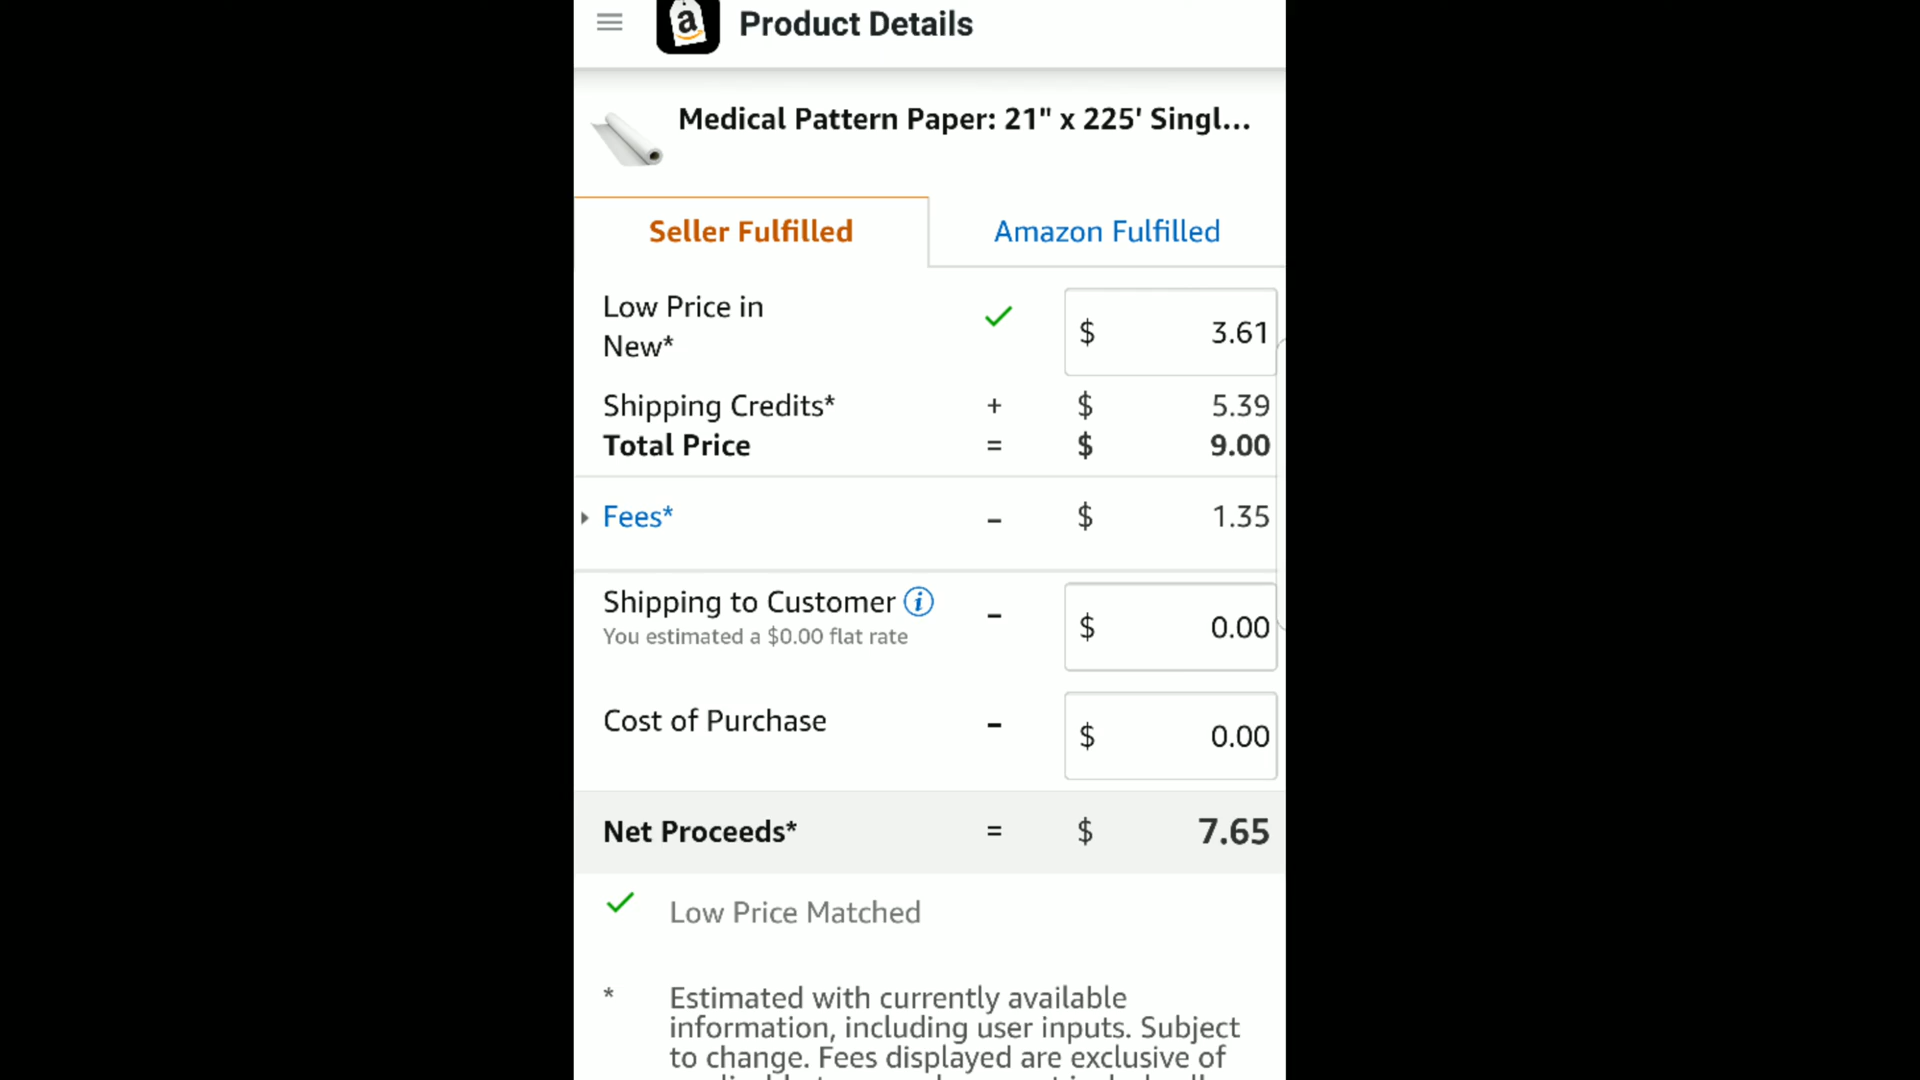 a Product Details
Medical Pattern Paper: 21" x 225' Singl...
Seller Fulfilled Amazon Fulfilled
Low Price in New* $ 3.61
Shipping Credits* + $ 5.39
Total Price = $ 9.00
Fees* - $ 1.35
Shipping to Customer i - $ 0.00
You estimated a $0.00 flat rate
Cost of Purchase - $ 0.00
Net Proceeds* = $ 7.65
Low Price Matched
* Estimated with currently available
information, including user inputs. Subject
to change. Fees displayed are exclusive of